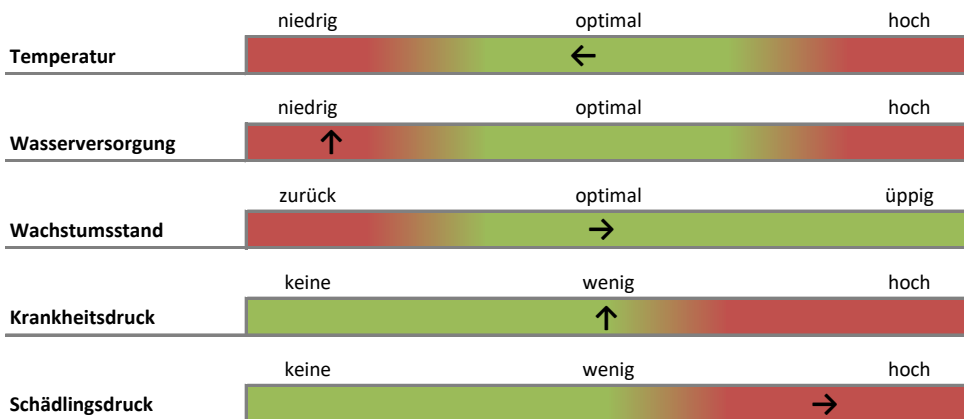 niedrig optimal hoch
Temperatur ←
niedrig optimal hoch
Wasserversorgung ↑
zurück optimal üppig
Wachstumsstand →
keine wenig hoch
Krankheitsdruck ↑
keine wenig hoch
Schädlingsdruck →